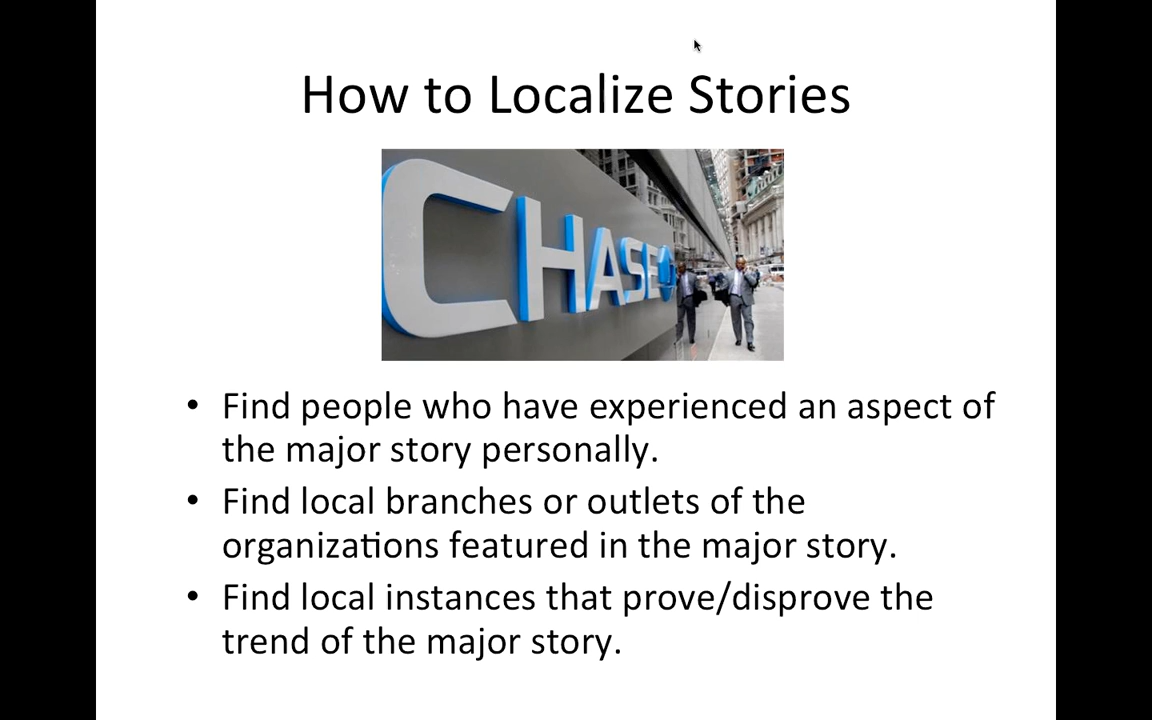 How to Localize Stories
CHASE
• Find people who have experienced an aspect of
the major story personally.
• Find local branches or outlets of the
organizations featured in the major story.
• Find local instances that prove/disprove the
trend of the major story.